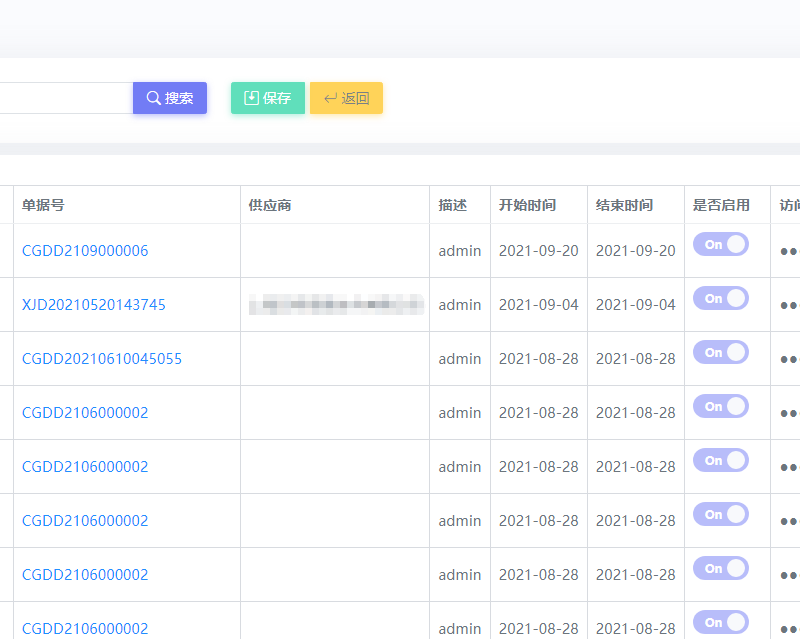 搜索 保存 返回
单据号 供应商 描述 开始时间 结束时间 是否启用
CGDD2109000006 admin 2021-09-20 2021-09-20 On
XJD20210520143745 admin 2021-09-04 2021-09-04 On
CGDD20210610045055 admin 2021-08-28 2021-08-28 On
CGDD2106000002 admin 2021-08-28 2021-08-28 On
CGDD2106000002 admin 2021-08-28 2021-08-28 On
CGDD2106000002 admin 2021-08-28 2021-08-28 On
CGDD2106000002 admin 2021-08-28 2021-08-28 On
CGDD2106000002 admin 2021-08-28 2021-08-28 On